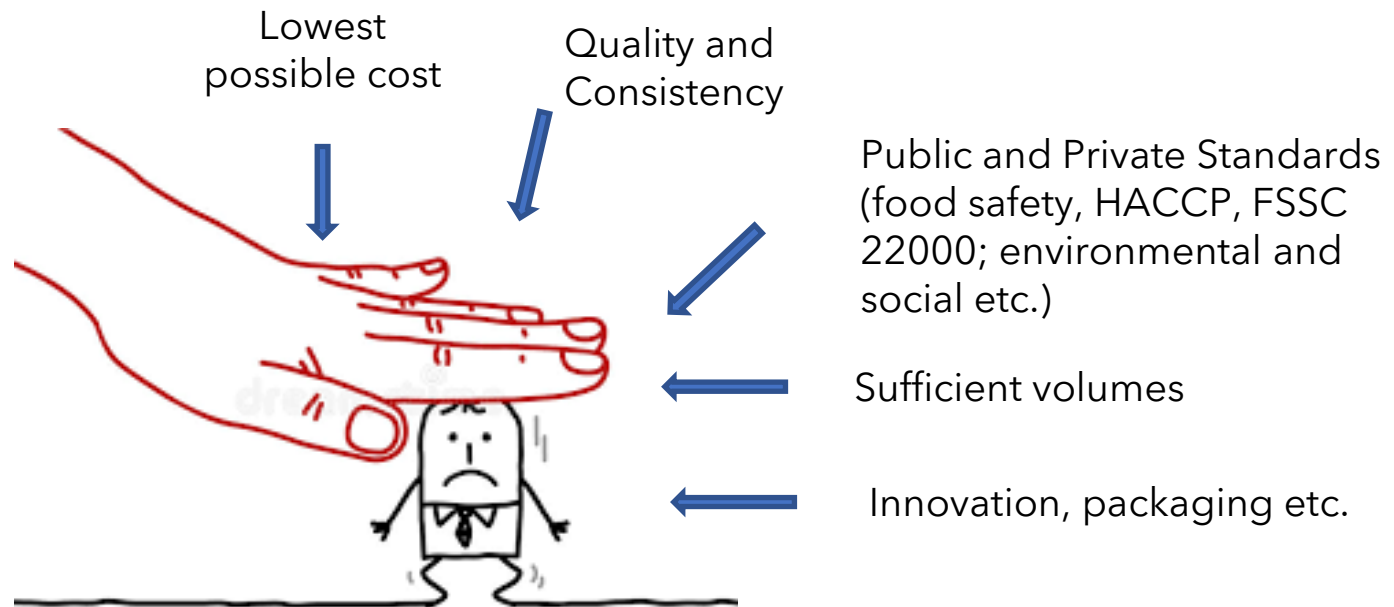 Lowest
possible cost
Quality and
Consistency
Public and Private Standards
(food safety, HACCP, FSSC
22000; environmental and
social etc.)
Sufficient volumes
Innovation, packaging etc.